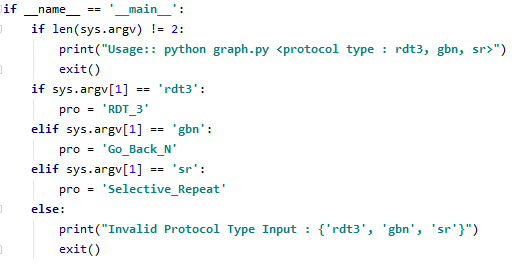 if __name__ == '__main__':
    if len(sys.argv) != 2:
        print("Usage:: python graph.py <protocol type : rdt3, gbn, sr>")
        exit()
    if sys.argv[1] == 'rdt3':
        pro = 'RDT_3'
    elif sys.argv[1] == 'gbn':
        pro = 'Go_Back_N'
    elif sys.argv[1] == 'sr':
        pro = 'Selective_Repeat'
    else:
        print("Invalid Protocol Type Input : {'rdt3', 'gbn', 'sr'}")
        exit()